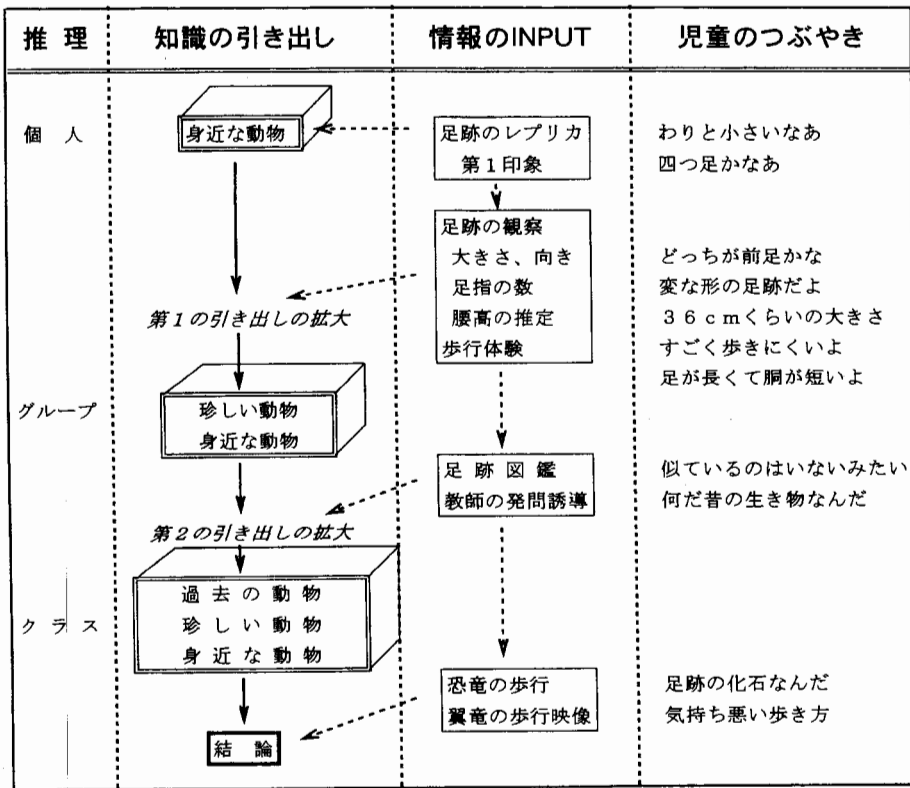 推理
知識の引き出し
情報のINPUT
児童のつぶやき
個人
身近な動物
足跡のレプリカ
第1印象
わりと小さいなあ
四つ足かなあ
足跡の観察
大きさ、向き
足指の数
腰高の推定
歩行体験
どっちが前足かな
変な形の足跡だよ
36cmくらいの大きさ
すごく歩きにくいよ
足が長くて胴が短いよ
第1の引き出しの拡大
グループ
珍しい動物
身近な動物
足跡図鑑
教師の発問誘導
似ているのはいないみたい
何だ昔の生き物なんだ
第2の引き出しの拡大
クラス
過去の動物
珍しい動物
身近な動物
恐竜の歩行
翼竜の歩行映像
足跡の化石なんだ
気持ち悪い歩き方
結論